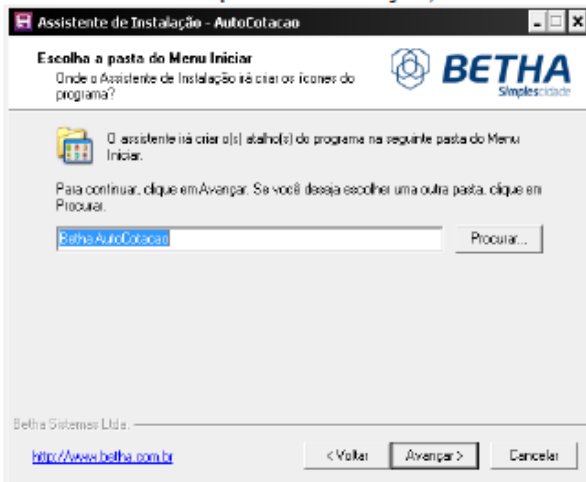 Assistente de Instalação - AutoCotacao
Escolha a pasta do Menu Iniciar
Onde o Assistente de Instalação irá criar os ícones do
programa?
BETHA
Simplescidade
O assistente irá criar o(s) atalho(s) do programa na seguinte pasta do Menu
Iniciar.
Para continuar, clique em Avançar. Se você deseja escolher uma outra pasta, clique em
Procurar.
Betha AutoCotacao
Procurar...
Betha Sistemas Ltda.
http://www.betha.com.br
< Voltar
Avançar >
Cancelar